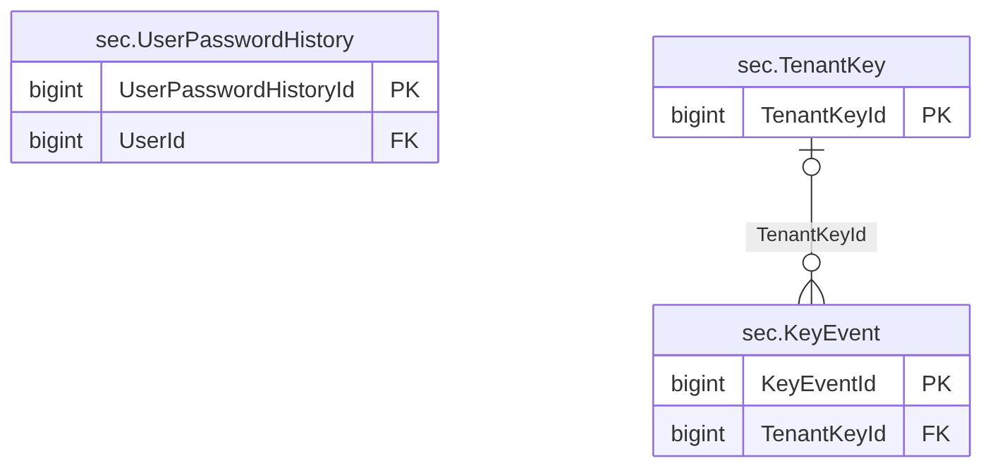 sec.UserPasswordHistory
bigint UserPasswordHistoryId PK
bigint UserId FK
sec.TenantKey
bigint TenantKeyId PK
TenantKeyId
sec.KeyEvent
bigint KeyEventId PK
bigint TenantKeyId FK